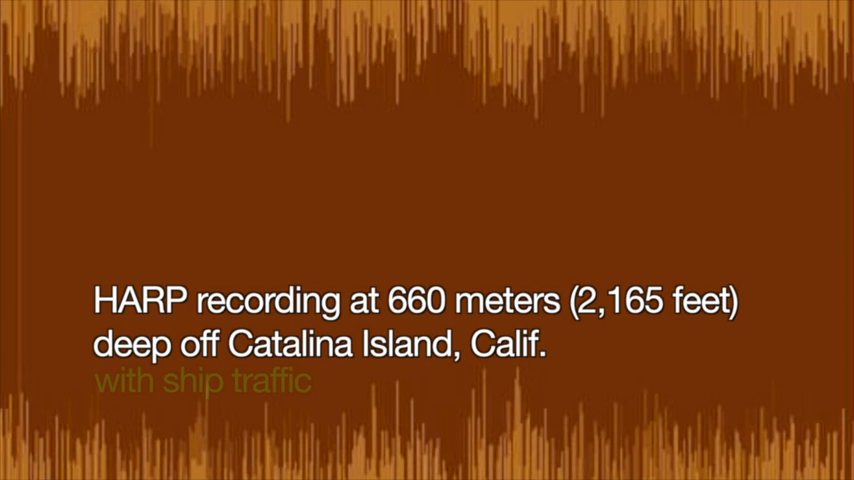 HARP recording at 660 meters (2,165 feet)
deep off Catalina Island, Calif.
with ship traffic